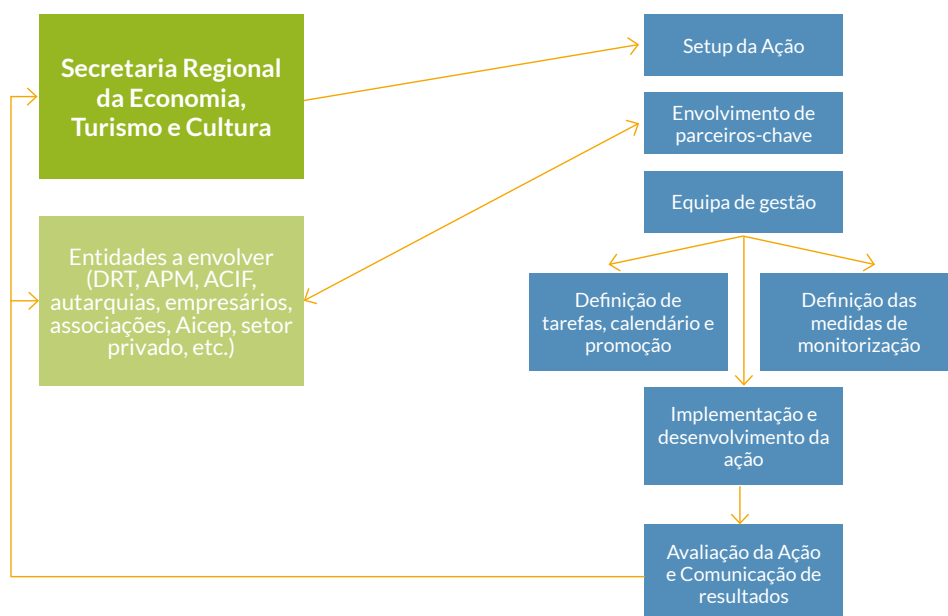 Secretaria Regional
da Economia,
Turismo e Cultura
Entidades a envolver
(DRT, APM, ACIF,
autarquias, empresários,
associações, Aicep, setor
privado, etc.)
Setup da Ação
Envolvimento de
parceiros-chave
Equipa de gestão
Definição de
tarefas, calendário e
promoção
Definição das
medidas de
monitorização
Implementação e
desenvolvimento da
ação
Avaliação da Ação
e Comunicação de
resultados